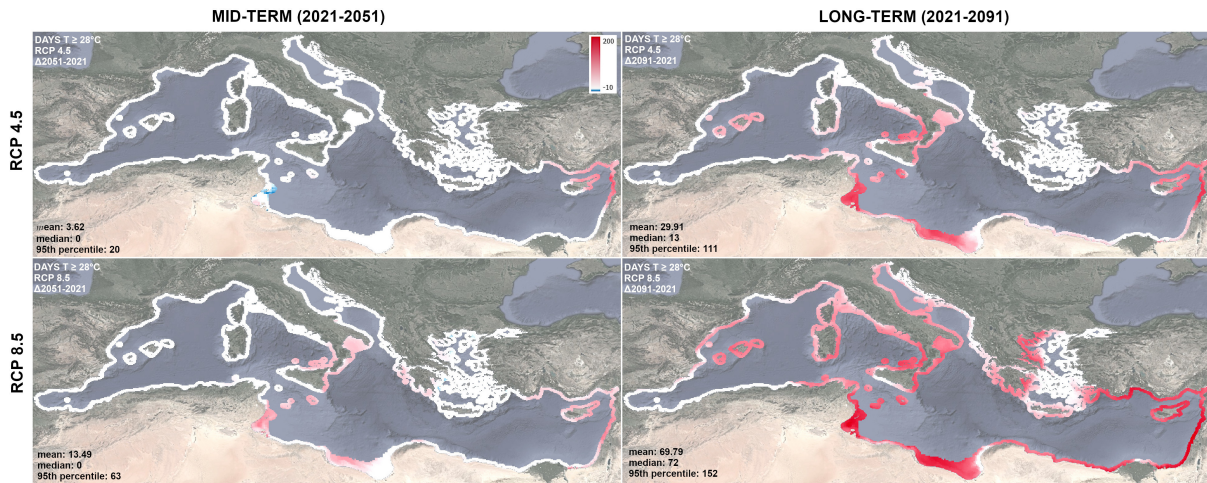 MID-TERM (2021-2051)
LONG-TERM (2021-2091)
RCP 4.5
DAYS T ≥ 28°C
RCP 4.5
Δ2051-2021
200
-10
mean: 3.62
median: 0
95th percentile: 20
DAYS T ≥ 28°C
RCP 4.5
Δ2091-2021
mean: 29.91
median: 13
95th percentile: 111
RCP 8.5
DAYS T ≥ 28°C
RCP 8.5
Δ2051-2021
mean: 13.49
median: 0
95th percentile: 63
DAYS T ≥ 28°C
RCP 8.5
Δ2091-2021
mean: 69.79
median: 72
95th percentile: 152